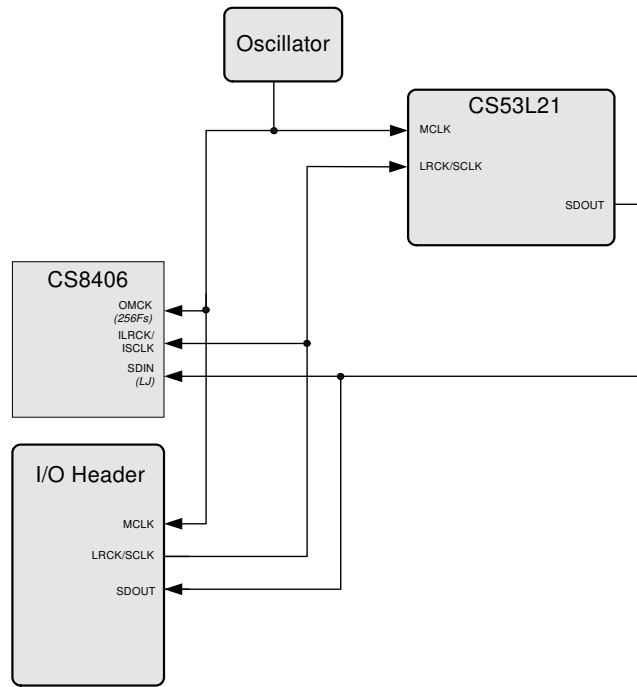 Oscillator
CS53L21
MCLK
LRCK/SCLK
SDOUT
CS8406
OMCK
(256Fs)
ILRCK/
ISCLK
SDIN
(LJ)
I/O Header
MCLK
LRCK/SCLK
SDOUT